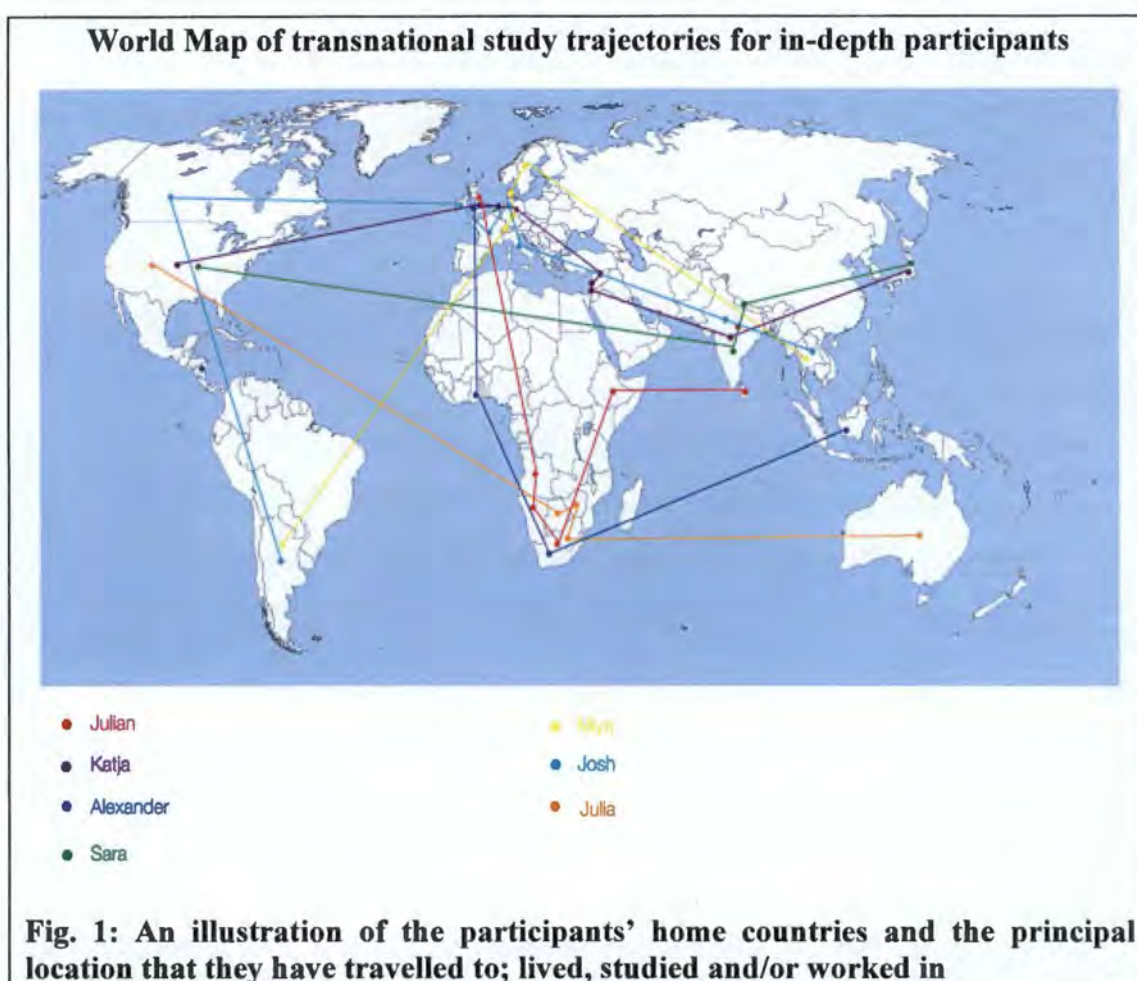 World Map of transnational study trajectories for in-depth participants
Julian
Katja
Alexander
Sara
Josh
Julia
Fig. 1: An illustration of the participants' home countries and the principal
location that they have travelled to; lived, studied and/or worked in